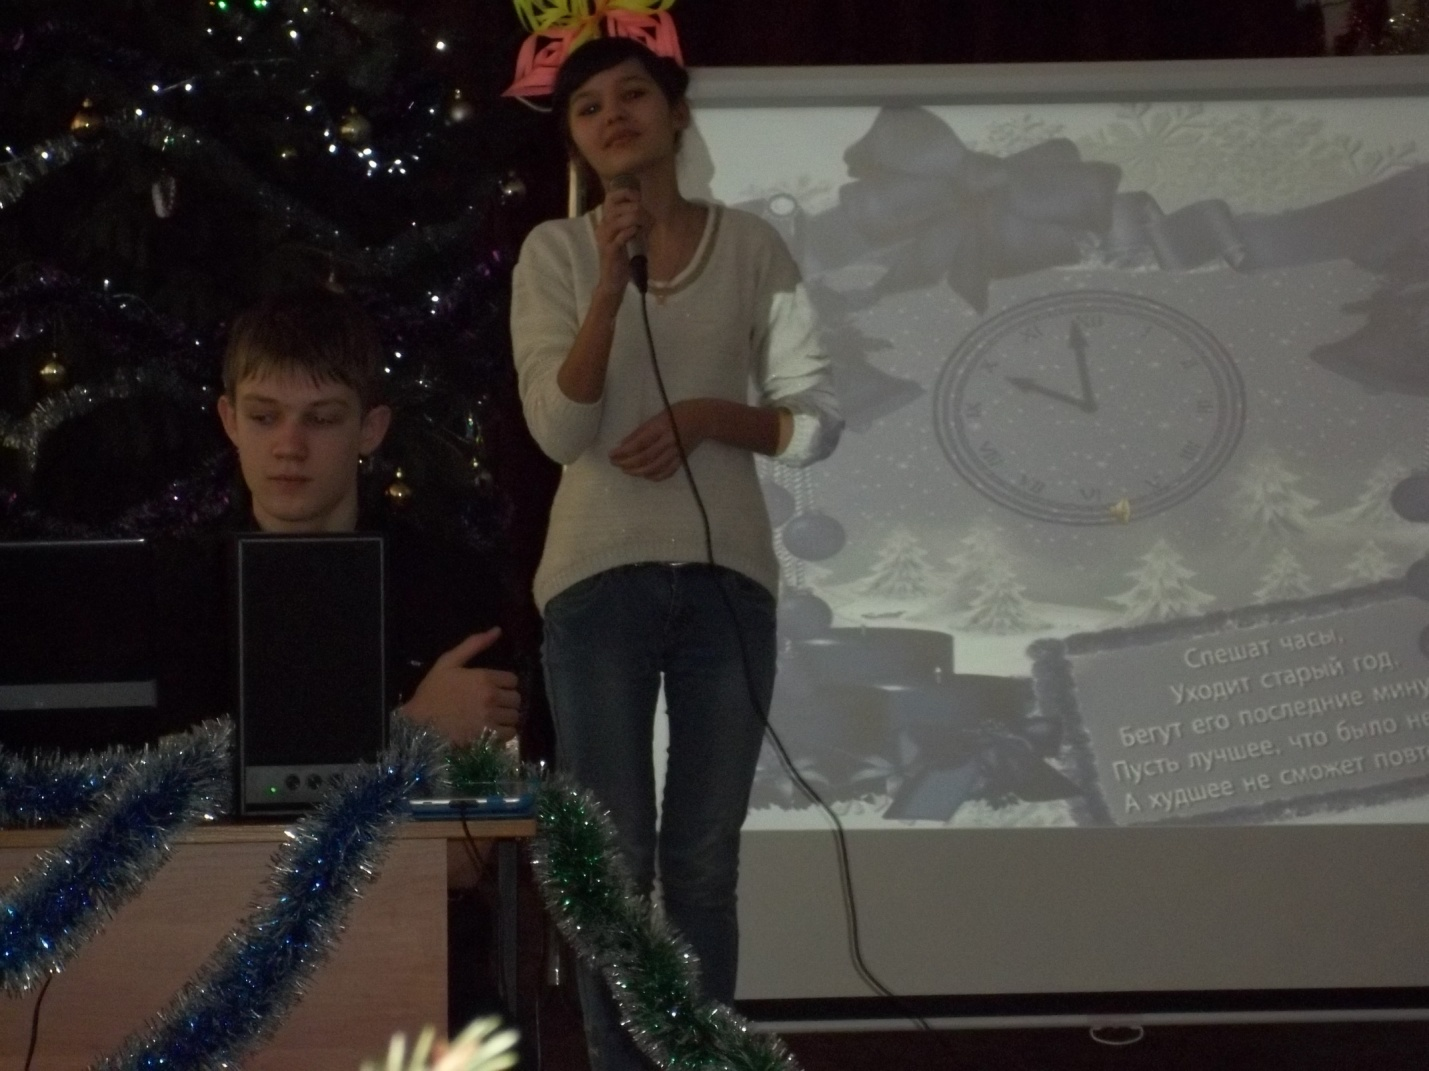 Спешат часы,
Уходит старый год.
Бегут его последние
Пусть лучшее, что было
А худшее не сможет